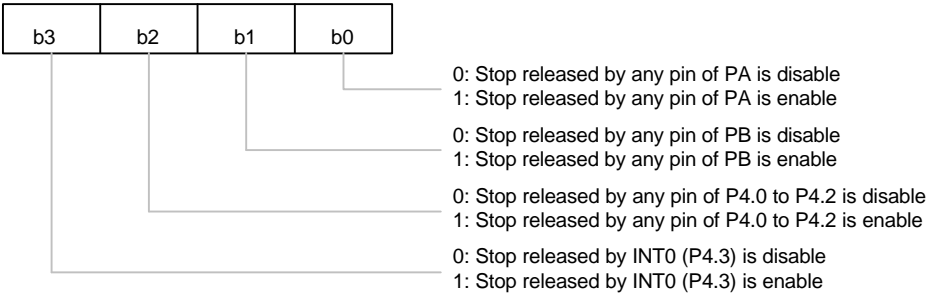 b3 b2 b1 b0
0: Stop released by any pin of PA is disable
1: Stop released by any pin of PA is enable
0: Stop released by any pin of PB is disable
1: Stop released by any pin of PB is enable
0: Stop released by any pin of P4.0 to P4.2 is disable
1: Stop released by any pin of P4.0 to P4.2 is enable
0: Stop released by INT0 (P4.3) is disable
1: Stop released by INT0 (P4.3) is enable